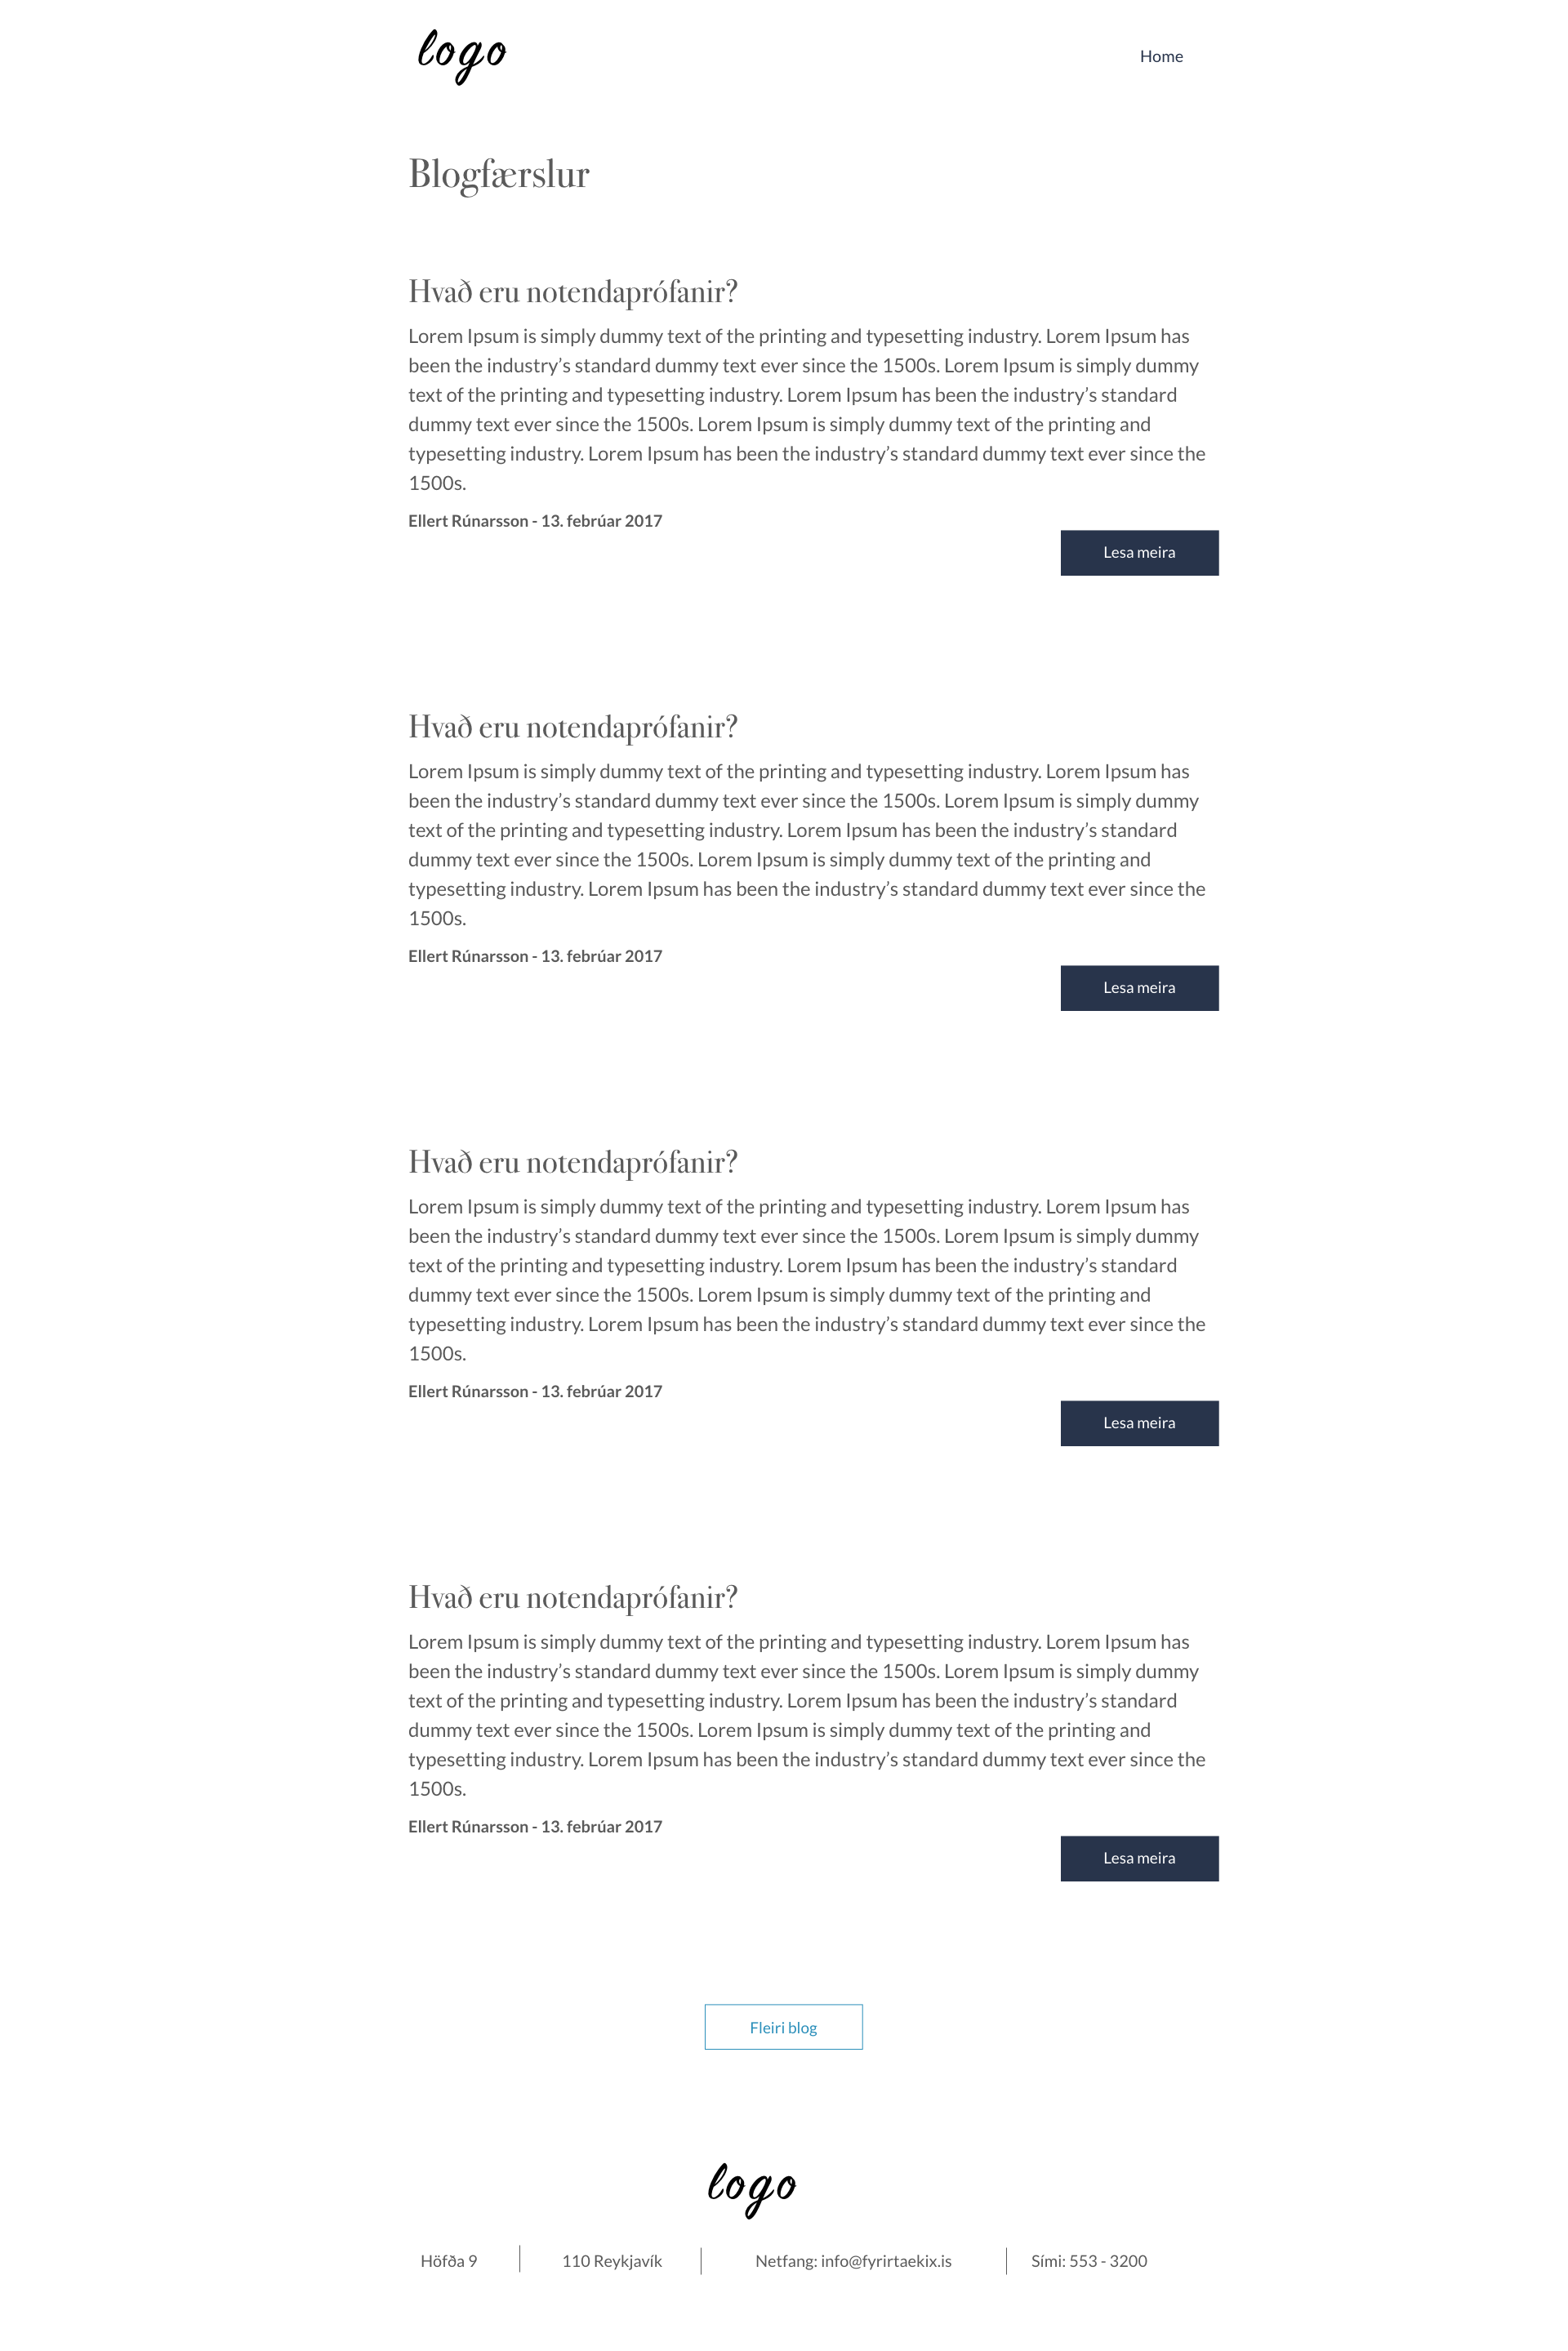 logo
Home
Blogfærslur
Hvað eru notendaprófanir?
Lorem Ipsum is simply dummy text of the printing and typesetting industry. Lorem Ipsum has
been the industry’s standard dummy text ever since the 1500s. Lorem Ipsum is simply dummy
text of the printing and typesetting industry. Lorem Ipsum has been the industry’s standard
dummy text ever since the 1500s. Lorem Ipsum is simply dummy text of the printing and
typesetting industry. Lorem Ipsum has been the industry’s standard dummy text ever since the
1500s.
Ellert Rúnarsson - 13. febrúar 2017
Lesa meira
Hvað eru notendaprófanir?
Lorem Ipsum is simply dummy text of the printing and typesetting industry. Lorem Ipsum has
been the industry’s standard dummy text ever since the 1500s. Lorem Ipsum is simply dummy
text of the printing and typesetting industry. Lorem Ipsum has been the industry’s standard
dummy text ever since the 1500s. Lorem Ipsum is simply dummy text of the printing and
typesetting industry. Lorem Ipsum has been the industry’s standard dummy text ever since the
1500s.
Ellert Rúnarsson - 13. febrúar 2017
Lesa meira
Hvað eru notendaprófanir?
Lorem Ipsum is simply dummy text of the printing and typesetting industry. Lorem Ipsum has
been the industry’s standard dummy text ever since the 1500s. Lorem Ipsum is simply dummy
text of the printing and typesetting industry. Lorem Ipsum has been the industry’s standard
dummy text ever since the 1500s. Lorem Ipsum is simply dummy text of the printing and
typesetting industry. Lorem Ipsum has been the industry’s standard dummy text ever since the
1500s.
Ellert Rúnarsson - 13. febrúar 2017
Lesa meira
Hvað eru notendaprófanir?
Lorem Ipsum is simply dummy text of the printing and typesetting industry. Lorem Ipsum has
been the industry’s standard dummy text ever since the 1500s. Lorem Ipsum is simply dummy
text of the printing and typesetting industry. Lorem Ipsum has been the industry’s standard
dummy text ever since the 1500s. Lorem Ipsum is simply dummy text of the printing and
typesetting industry. Lorem Ipsum has been the industry’s standard dummy text ever since the
1500s.
Ellert Rúnarsson - 13. febrúar 2017
Lesa meira
Fleiri blog
logo
Höfða 9
110 Reykjavík
Netfang: info@fyrirtaekix.is
Sími: 553 - 3200